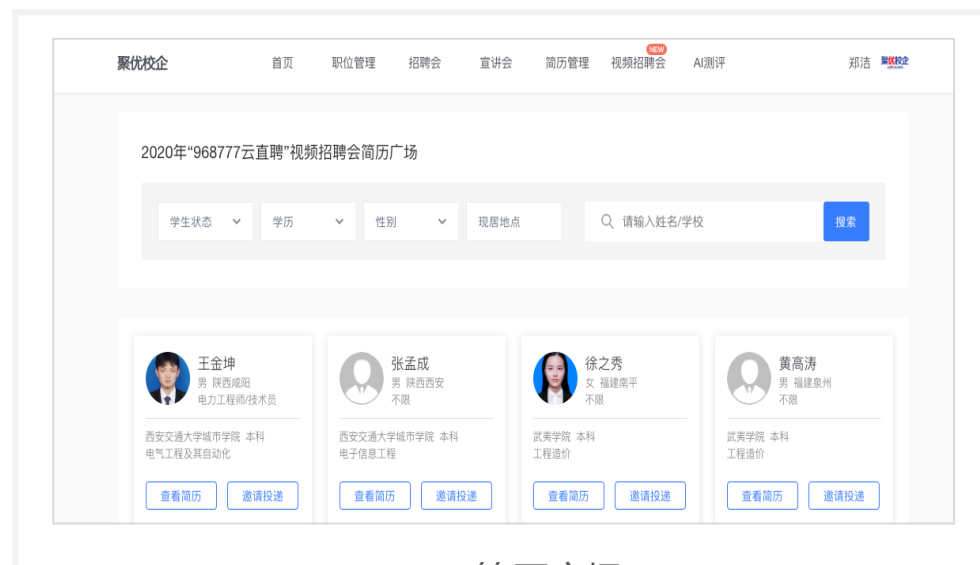 聚优校企 首页 职位管理 招聘会 宣讲会 简历管理 视频招聘会 NEW AI测评 郑洁 聚优校企
2020年“968777云直聘”视频招聘会简历广场
学生状态 学历 性别 现居地点 请输入姓名/学校 搜索
王金坤
男 陕西咸阳
电力工程师/技术员
西安交通大学城市学院 本科
电气工程及其自动化
查看简历 邀请投递
张孟成
男 陕西西安
不限
西安交通大学城市学院 本科
电子信息工程
查看简历 邀请投递
徐之秀
女 福建南平
不限
武夷学院 本科
工程造价
查看简历 邀请投递
黄高涛
男 福建泉州
不限
武夷学院 本科
工程造价
查看简历 邀请投递